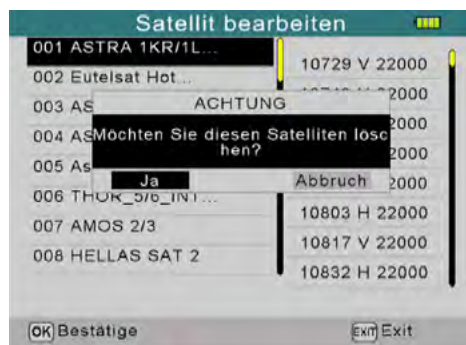 Satellit bearbeiten
001 ASTRA 1KR/1L...
002 Eutelsat Hot...
003 AS
004 AS
005 As
006 THOR_5/6_INT...
007 AMOS 2/3
008 HELLAS SAT 2
10729 V 22000
2000
2000
2000
2000
10803 H 22000
10817 V 22000
10832 H 22000
ACHTUNG
Möchten Sie diesen Satelliten lösc
hen?
Ja Abbruch
OK Bestätige
EXIT Exit